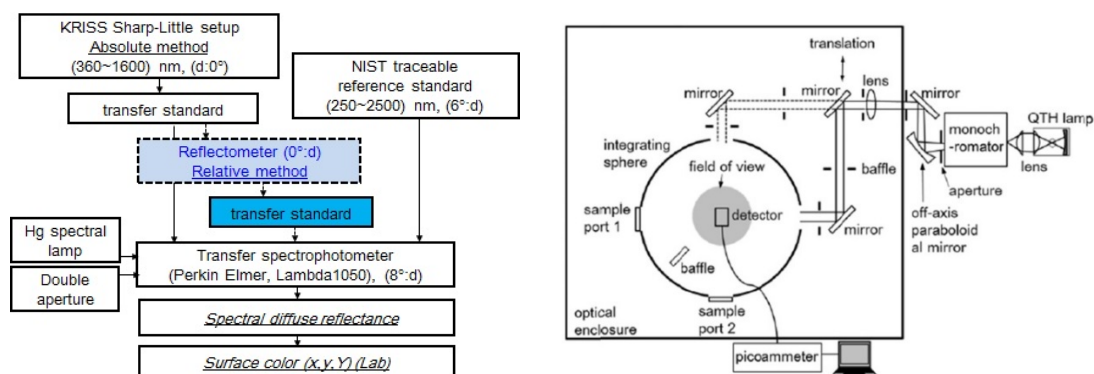 KRISS Sharp-Little setup
Absolute method
(360~1600) nm, (d:0°)
NIST traceable
reference standard
(250~2500) nm, (6°:d)
transfer standard
Reflectometer (0°:d)
Relative method
transfer standard
Hg spectral
lamp
Double
aperture
Transfer spectrophotometer
(Perkin Elmer, Lambda1050), (8°:d)
Spectral diffuse reflectance
Surface color (x,y,Y) (Lab)
translation
mirror
mirror
lens
mirror
QTH lamp
monoch
-romator
lens
aperture
off-axis
paraboloid
al mirror
integrating
sphere
field of view
detector
baffle
mirror
sample
port 1
baffle
sample
port 2
optical
enclosure
picoammeter